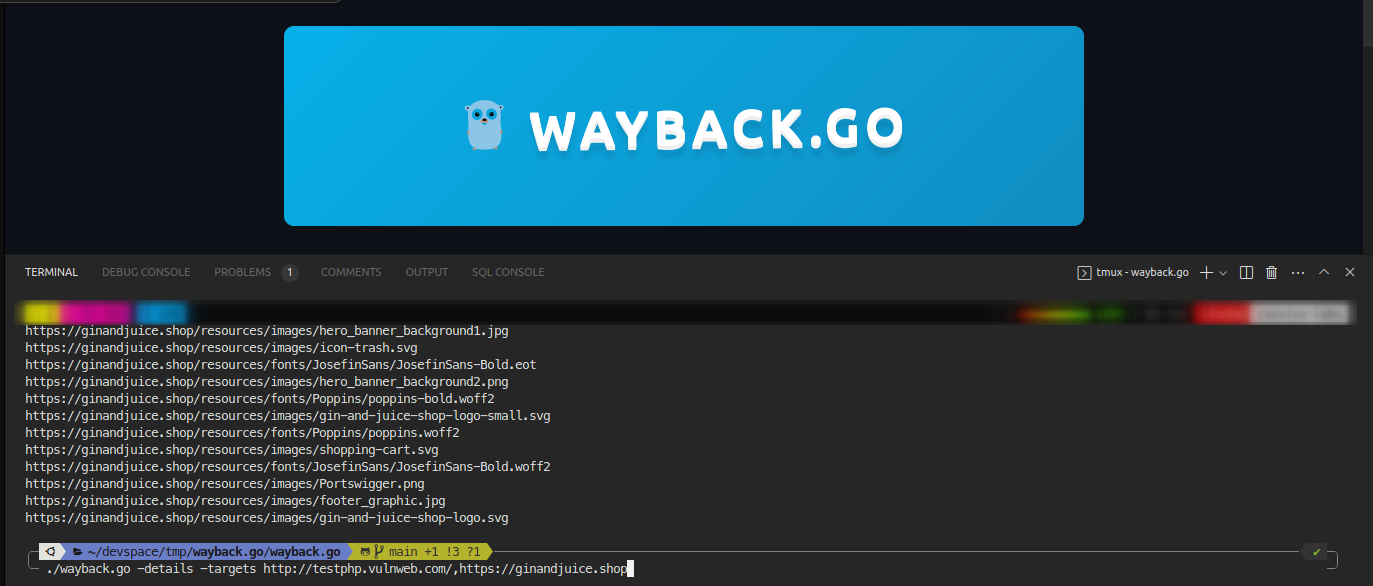 WAYBACK.GO
TERMINAL DEBUG CONSOLE PROBLEMS 1 COMMENTS OUTPUT SQL CONSOLE tmux - wayback.go
https://ginandjuice.shop/resources/images/hero_banner_background1.jpg
https://ginandjuice.shop/resources/images/icon-trash.svg
https://ginandjuice.shop/resources/fonts/JosefinSans/JosefinSans-Bold.eot
https://ginandjuice.shop/resources/images/hero_banner_background2.png
https://ginandjuice.shop/resources/fonts/Poppins/poppins-bold.woff2
https://ginandjuice.shop/resources/images/gin-and-juice-shop-logo-small.svg
https://ginandjuice.shop/resources/fonts/Poppins/poppins.woff2
https://ginandjuice.shop/resources/images/shopping-cart.svg
https://ginandjuice.shop/resources/fonts/JosefinSans/JosefinSans-Bold.woff2
https://ginandjuice.shop/resources/images/Portswigger.png
https://ginandjuice.shop/resources/images/footer_graphic.jpg
https://ginandjuice.shop/resources/images/gin-and-juice-shop-logo.svg
~/devspace/tmp/wayback.go/wayback.go main +1 !3 ?1 ✔
./wayback.go -details -targets http://testphp.vulnweb.com/,https://ginandjuice.shop